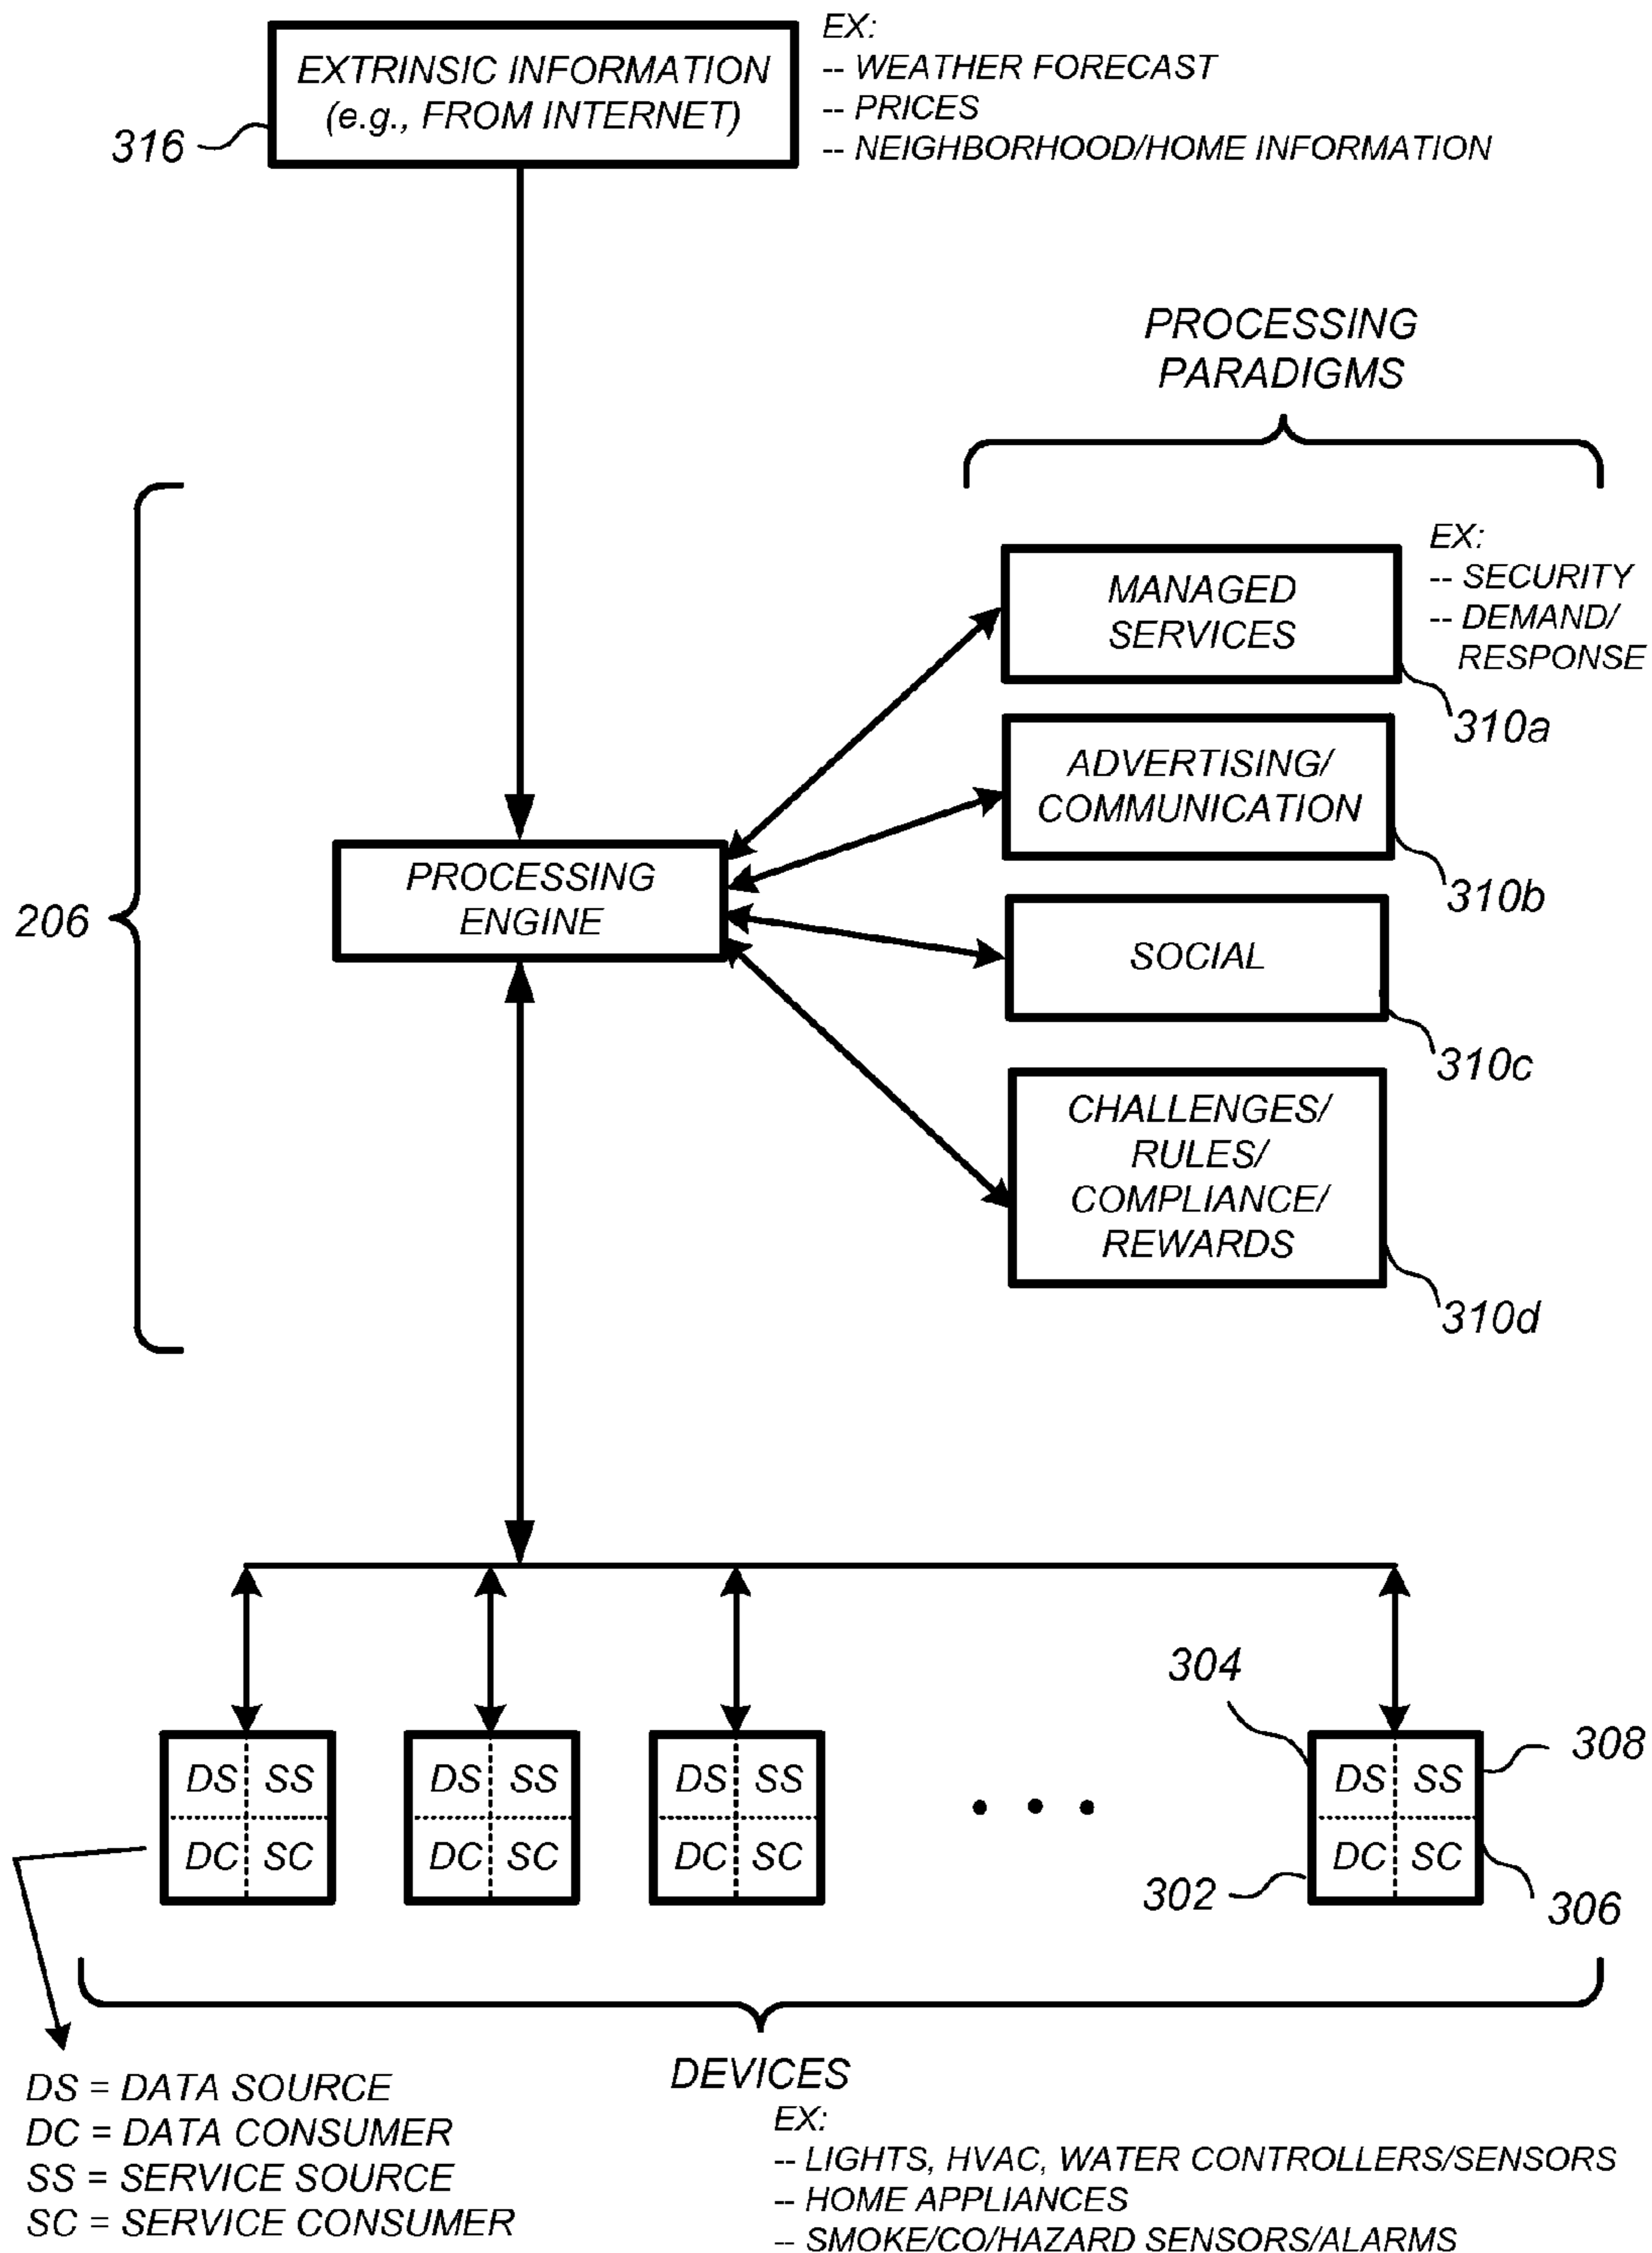 EXTRINSIC INFORMATION
(e.g., FROM INTERNET)
316
EX:
-- WEATHER FORECAST
-- PRICES
-- NEIGHBORHOOD/HOME INFORMATION
PROCESSING
PARADIGMS
MANAGED
SERVICES
EX:
-- SECURITY
-- DEMAND/
RESPONSE
310a
ADVERTISING/
COMMUNICATION
310b
PROCESSING
ENGINE
206
SOCIAL
310c
CHALLENGES/
RULES/
COMPLIANCE/
REWARDS
310d
304
308
DS SS
DC SC
DS SS
DC SC
DS SS
DC SC
• • •
DS SS
DC SC
302
306
DEVICES
DS = DATA SOURCE
DC = DATA CONSUMER
SS = SERVICE SOURCE
SC = SERVICE CONSUMER
EX:
-- LIGHTS, HVAC, WATER CONTROLLERS/SENSORS
-- HOME APPLIANCES
-- SMOKE/CO/HAZARD SENSORS/ALARMS